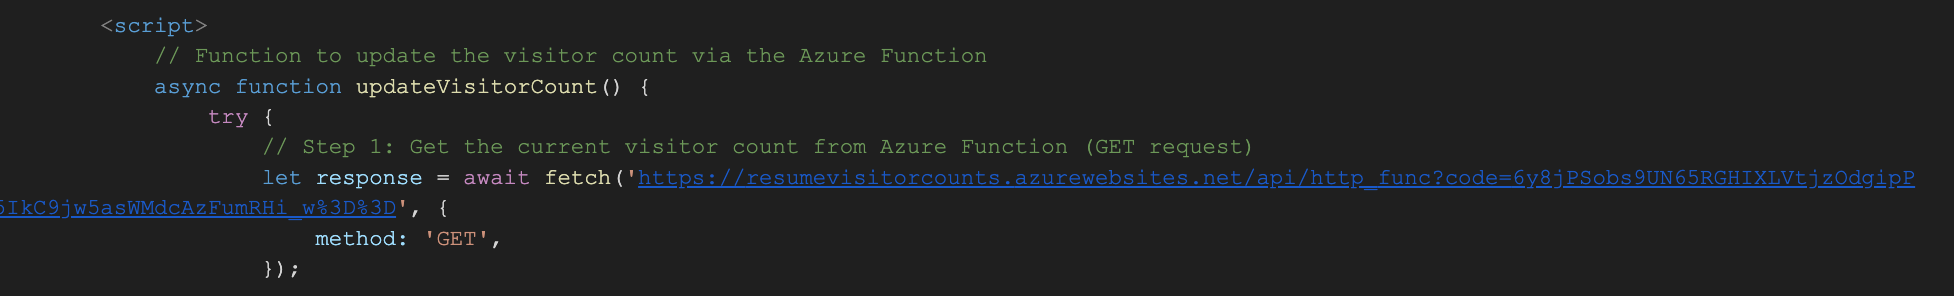 <script>
// Function to update the visitor count via the Azure Function
async function updateVisitorCount() {
try {
// Step 1: Get the current visitor count from Azure Function (GET request)
let response = await fetch('https://resumevisitorcounts.azurewebsites.net/api/http_func?code=6y8jPSobs9UN65RGHIXLVtjzOdgipP
5IkC9jw5asWMdcAzFumRHi_w%3D%3D', {
method: 'GET',
});